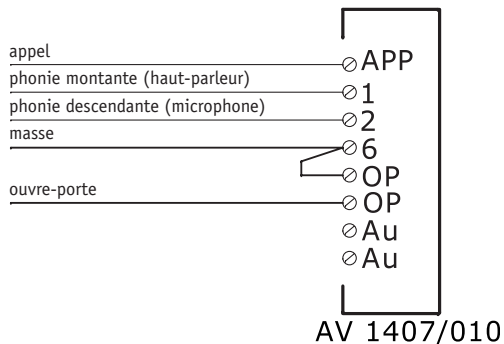 appel
APP
phonie montante (haut-parleur)
1
phonie descendante (microphone)
2
masse
6
OP
ouvre-porte
OP
Au
Au
AV 1407/010